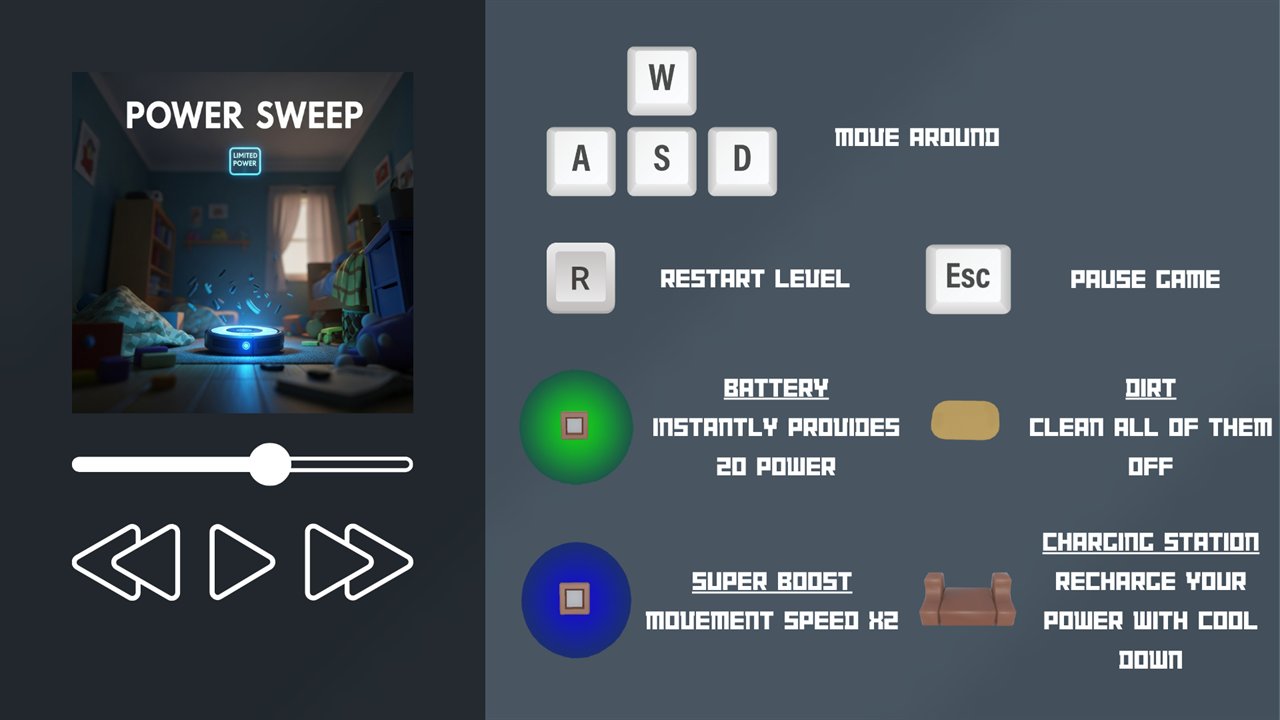 POWER SWEEP
LIMITED
POWER
W
A S D
MOVE AROUND
R
RESTART LEVEL
Esc
PAUSE GAME
BATTERY
INSTANTLY PROVIDES
20 POWER
DIRT
CLEAN ALL OF THEM
OFF
SUPER BOOST
MOVEMENT SPEED X2
CHARGING STATION
RECHARGE YOUR
POWER WITH COOL
DOWN